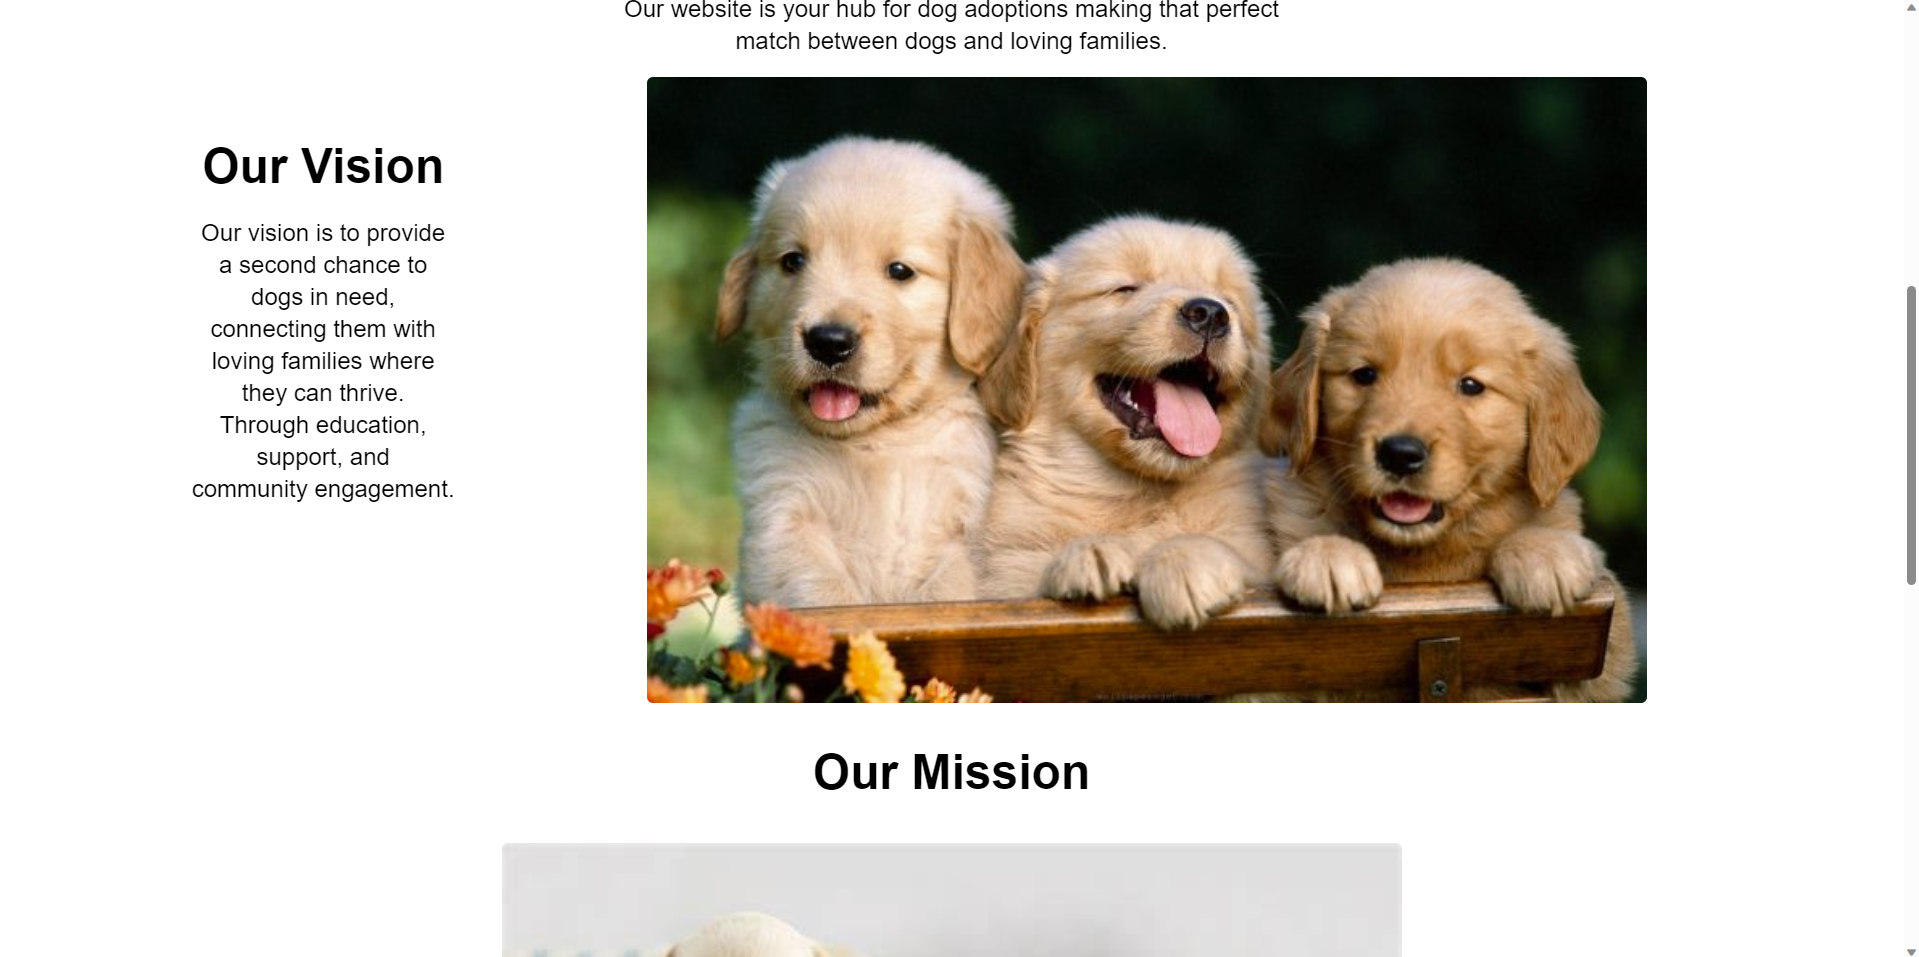 Our website is your hub for dog adoptions making that perfect
match between dogs and loving families.
Our Vision
Our vision is to provide
a second chance to
dogs in need,
connecting them with
loving families where
they can thrive.
Through education,
support, and
community engagement.
Our Mission